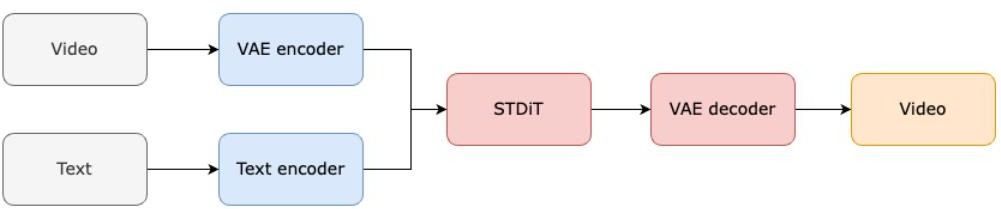 Video
VAE encoder
Text
Text encoder
STDiT
VAE decoder
Video